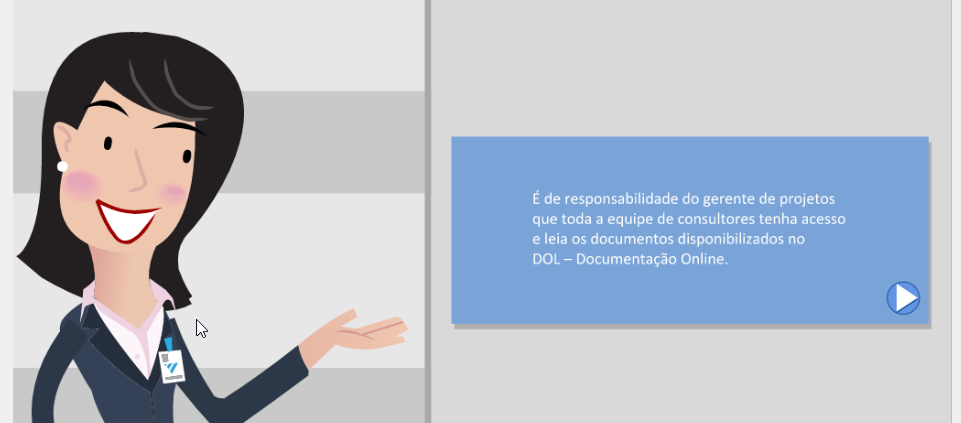 É de responsabilidade do gerente de projetos
que toda a equipe de consultores tenha acesso
e leia os documentos disponibilizados no
DOL – Documentação Online.